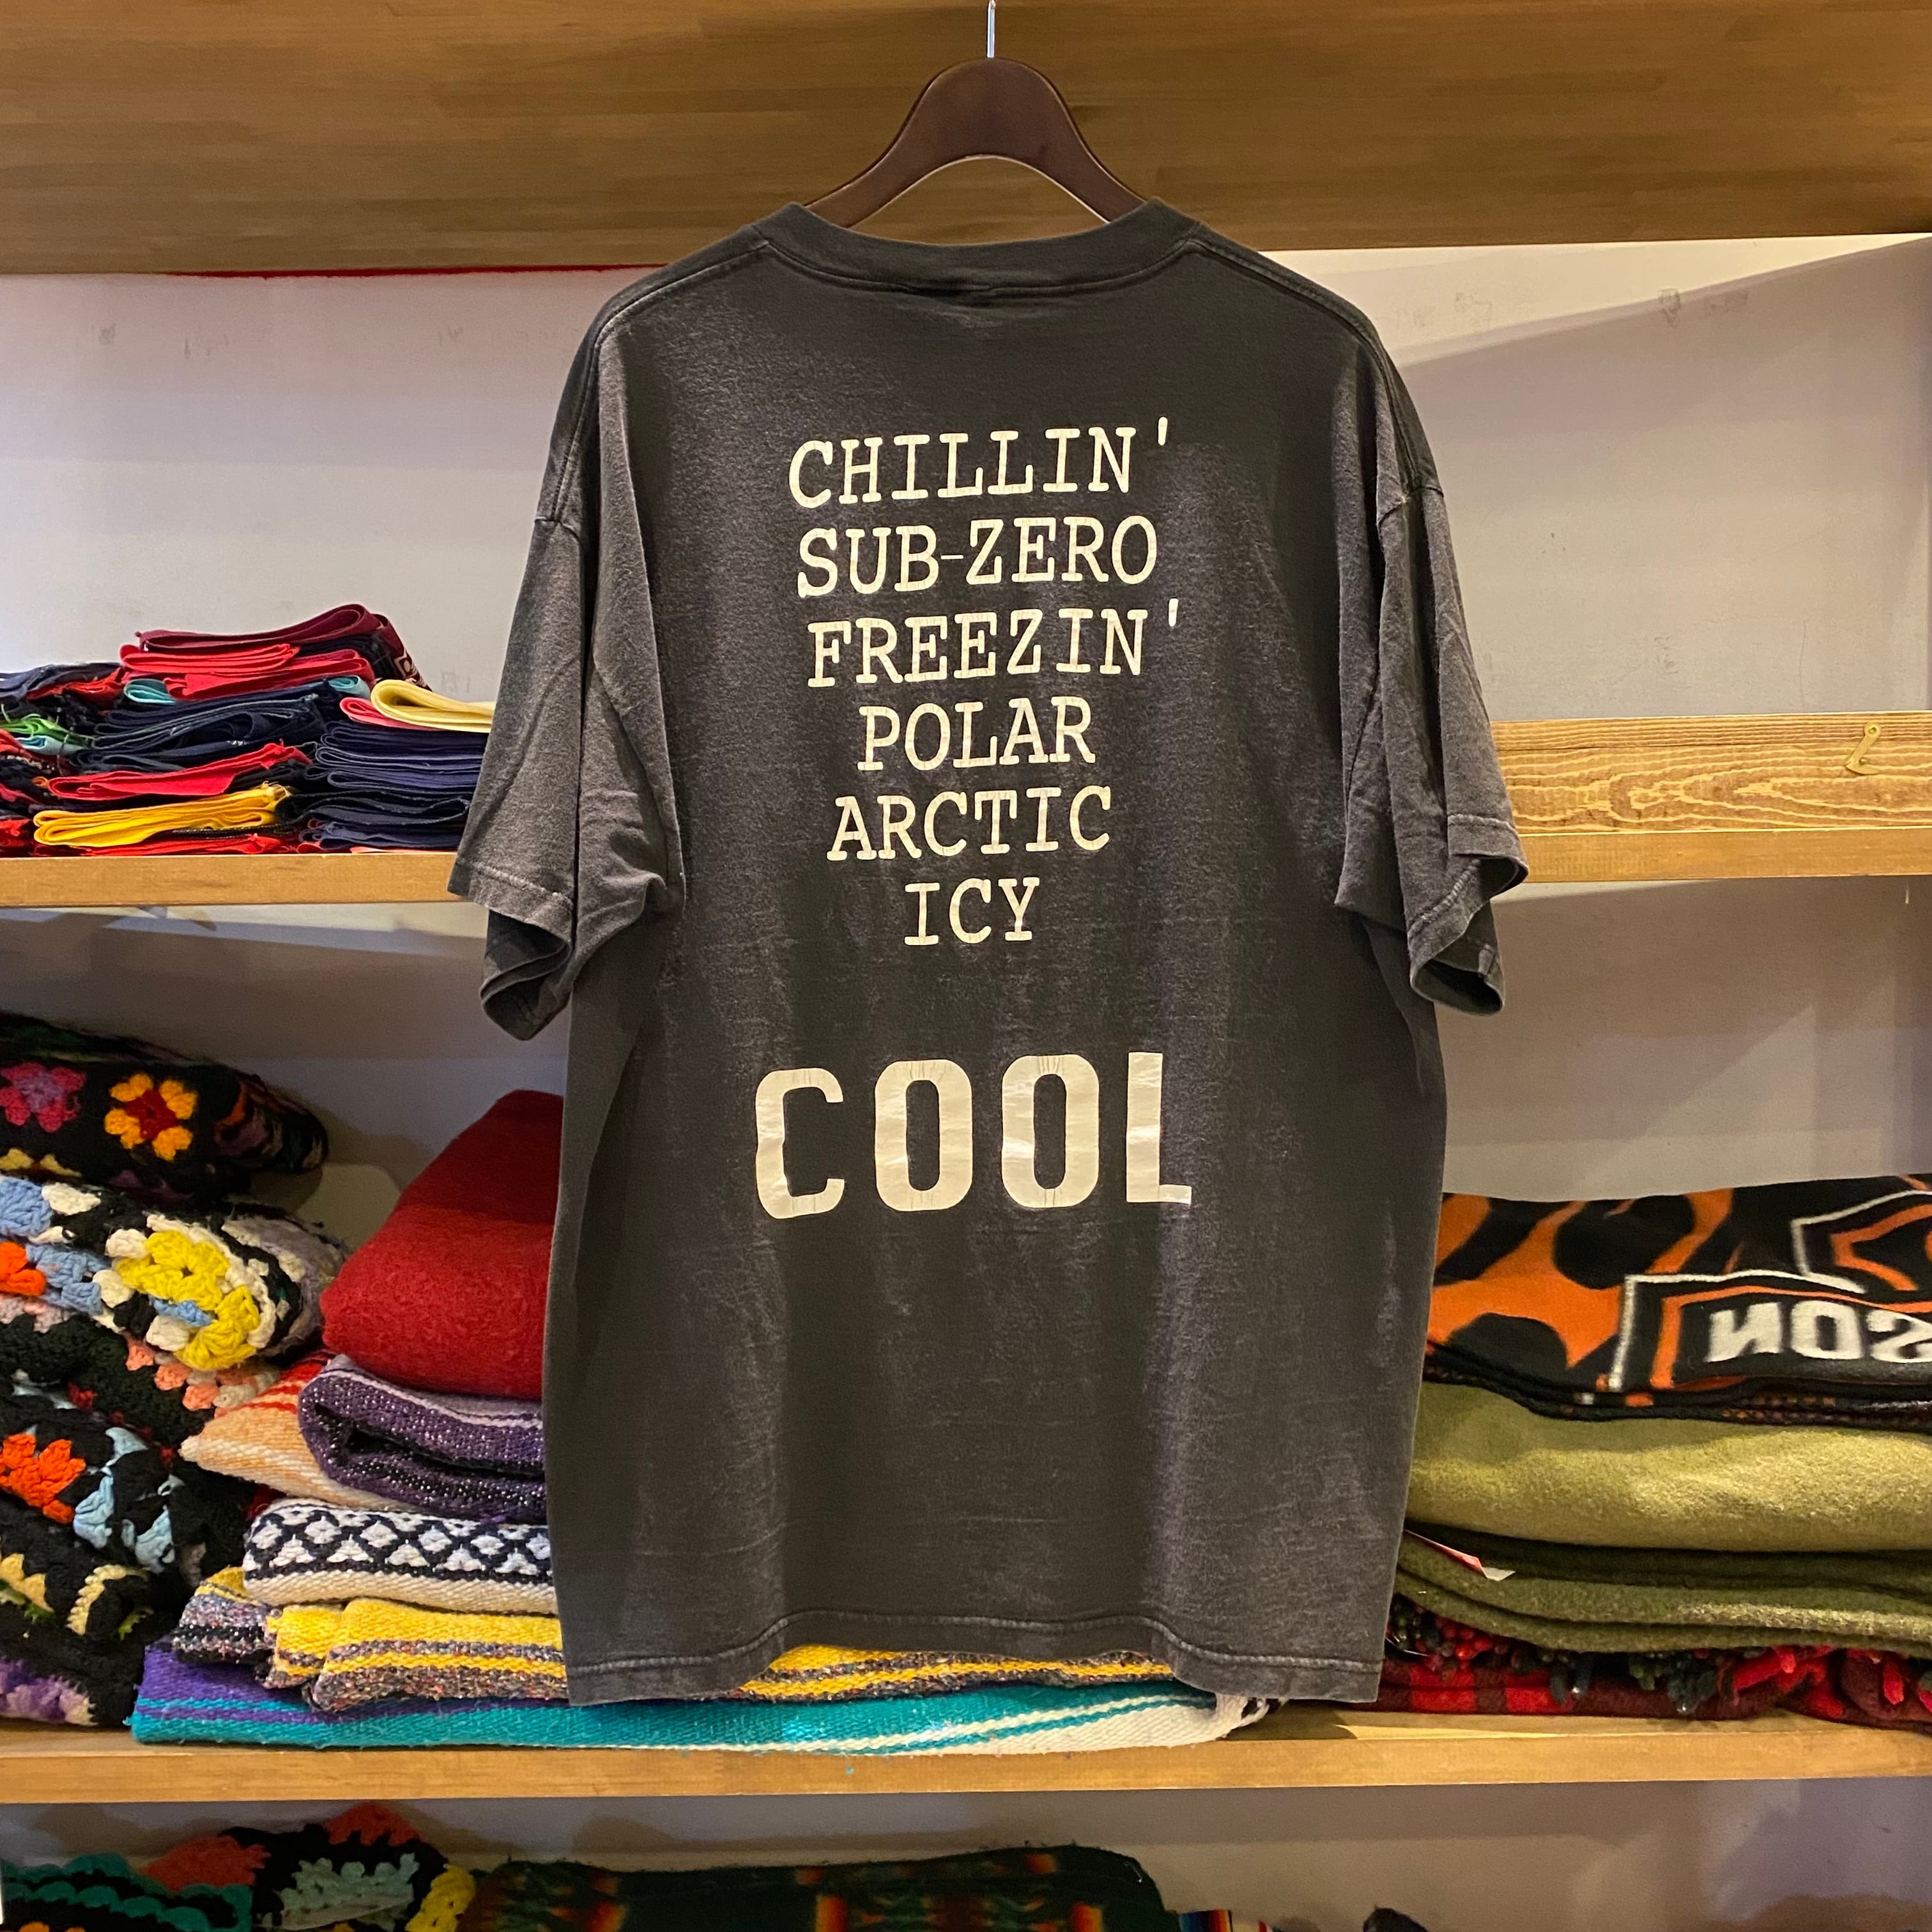 CHILLIN'
SUB-ZERO
FREEZIN'
POLAR
ARCTIC
ICY
COOL